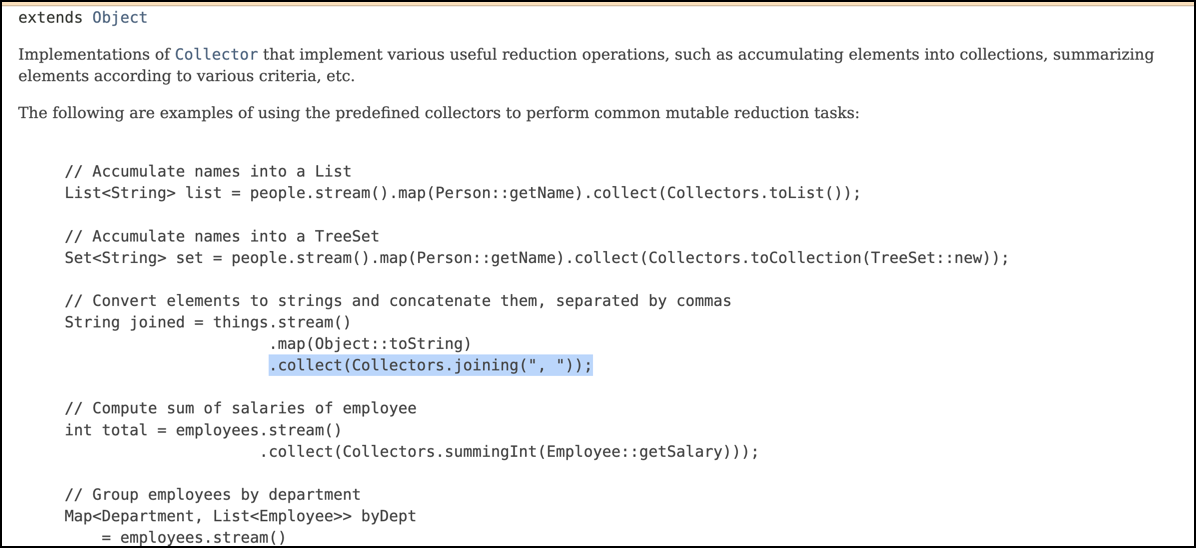 extends Object
Implementations of Collector that implement various useful reduction operations, such as accumulating elements into collections, summarizing
elements according to various criteria, etc.
The following are examples of using the predefined collectors to perform common mutable reduction tasks:
// Accumulate names into a List
List<String> list = people.stream().map(Person::getName).collect(Collectors.toList());
// Accumulate names into a TreeSet
Set<String> set = people.stream().map(Person::getName).collect(Collectors.toCollection(TreeSet::new));
// Convert elements to strings and concatenate them, separated by commas
String joined = things.stream()
.map(Object::toString)
.collect(Collectors.joining(", "));
// Compute sum of salaries of employee
int total = employees.stream()
.collect(Collectors.summingInt(Employee::getSalary)));
// Group employees by department
Map<Department, List<Employee>> byDept
= employees.stream()